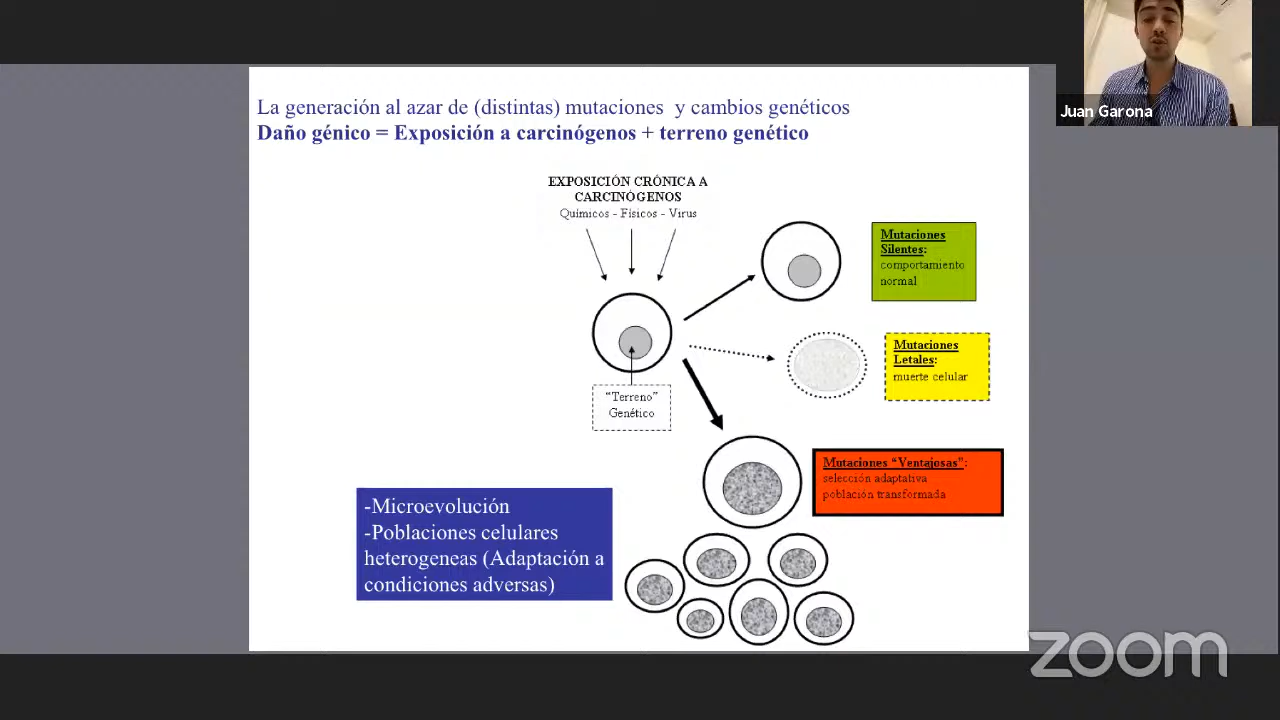 La generación al azar de (distintas) mutaciones y cambios genéticos
Daño génico = Exposición a carcinógenos + terreno genético
EXPOSICIÓN CRÓNICA A
CARCINÓGENOS
Químicos - Físicos - Virus
"Terreno"
Genético
Mutaciones
Silentes:
comportamiento
normal
Mutaciones
Letales:
muerte celular
Mutaciones "Ventajosas":
selección adaptativa
población transformada
-Microevolución
-Poblaciones celulares
heterogeneas (Adaptación a
condiciones adversas)
Juan Garona
zoom